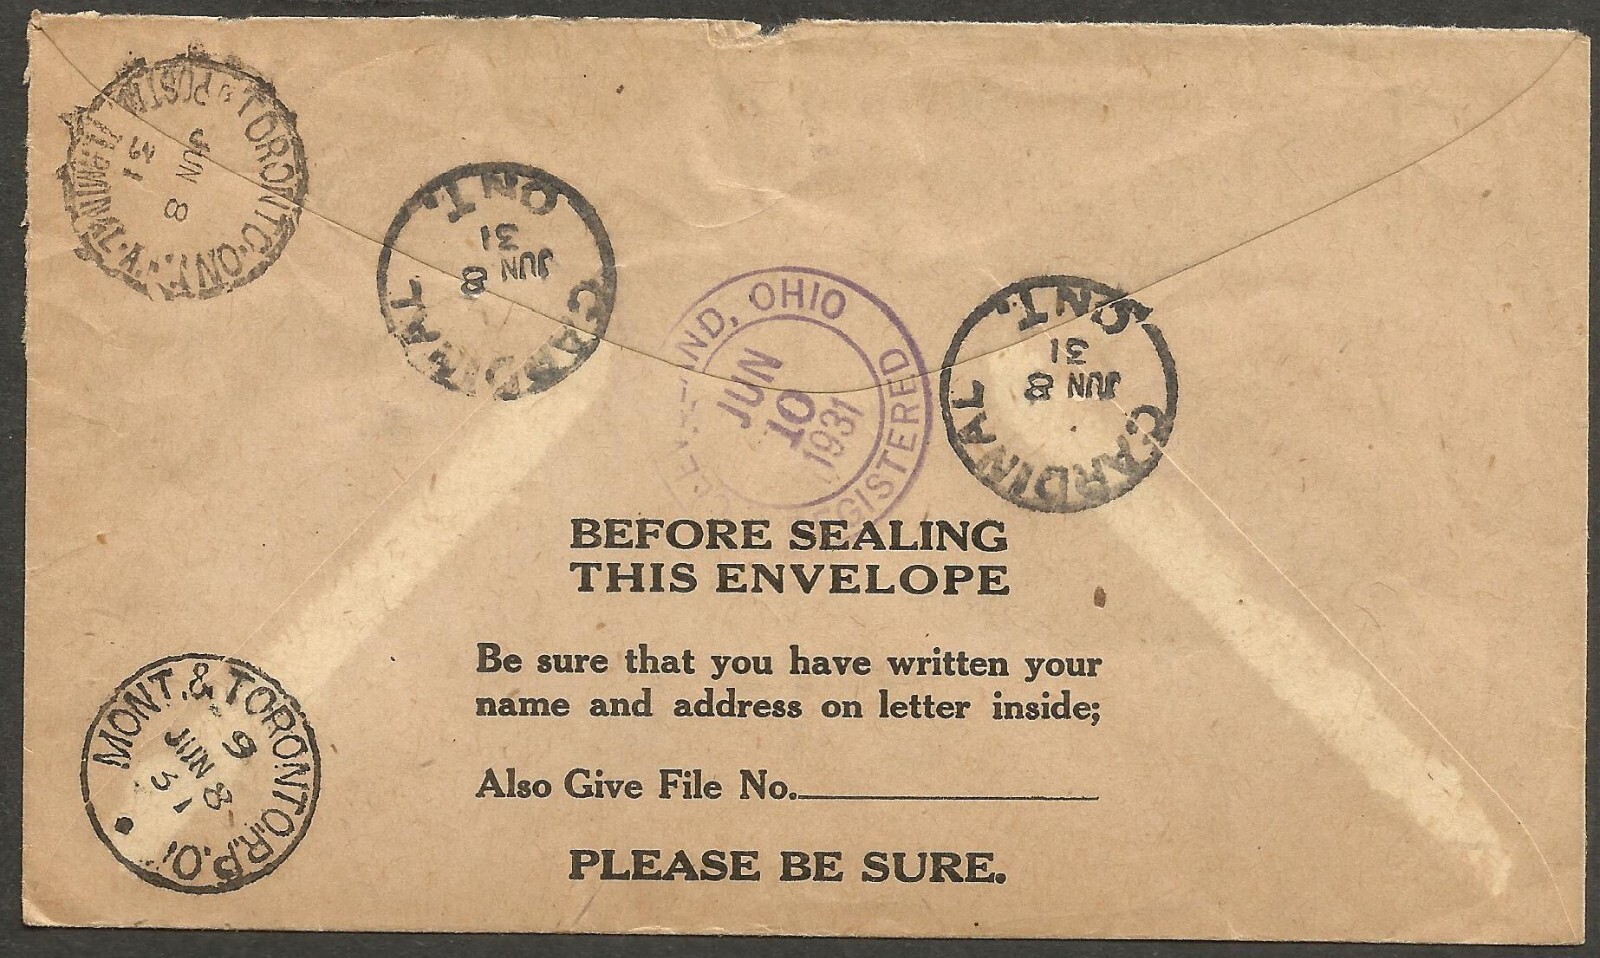 TORONTO. ONT.
JUN 8
CARDINAL
ONT.
JUN 8
31
OHIO
REGISTERED
JUN
10
1931
CARDINAL
ONT.
JUN 8
31
BEFORE SEALING
THIS ENVELOPE
Be sure that you have written your
name and address on letter inside;
Also Give File No.
PLEASE BE SURE.
MONT. & TORONTO. R.P.O.
JUN 8
31